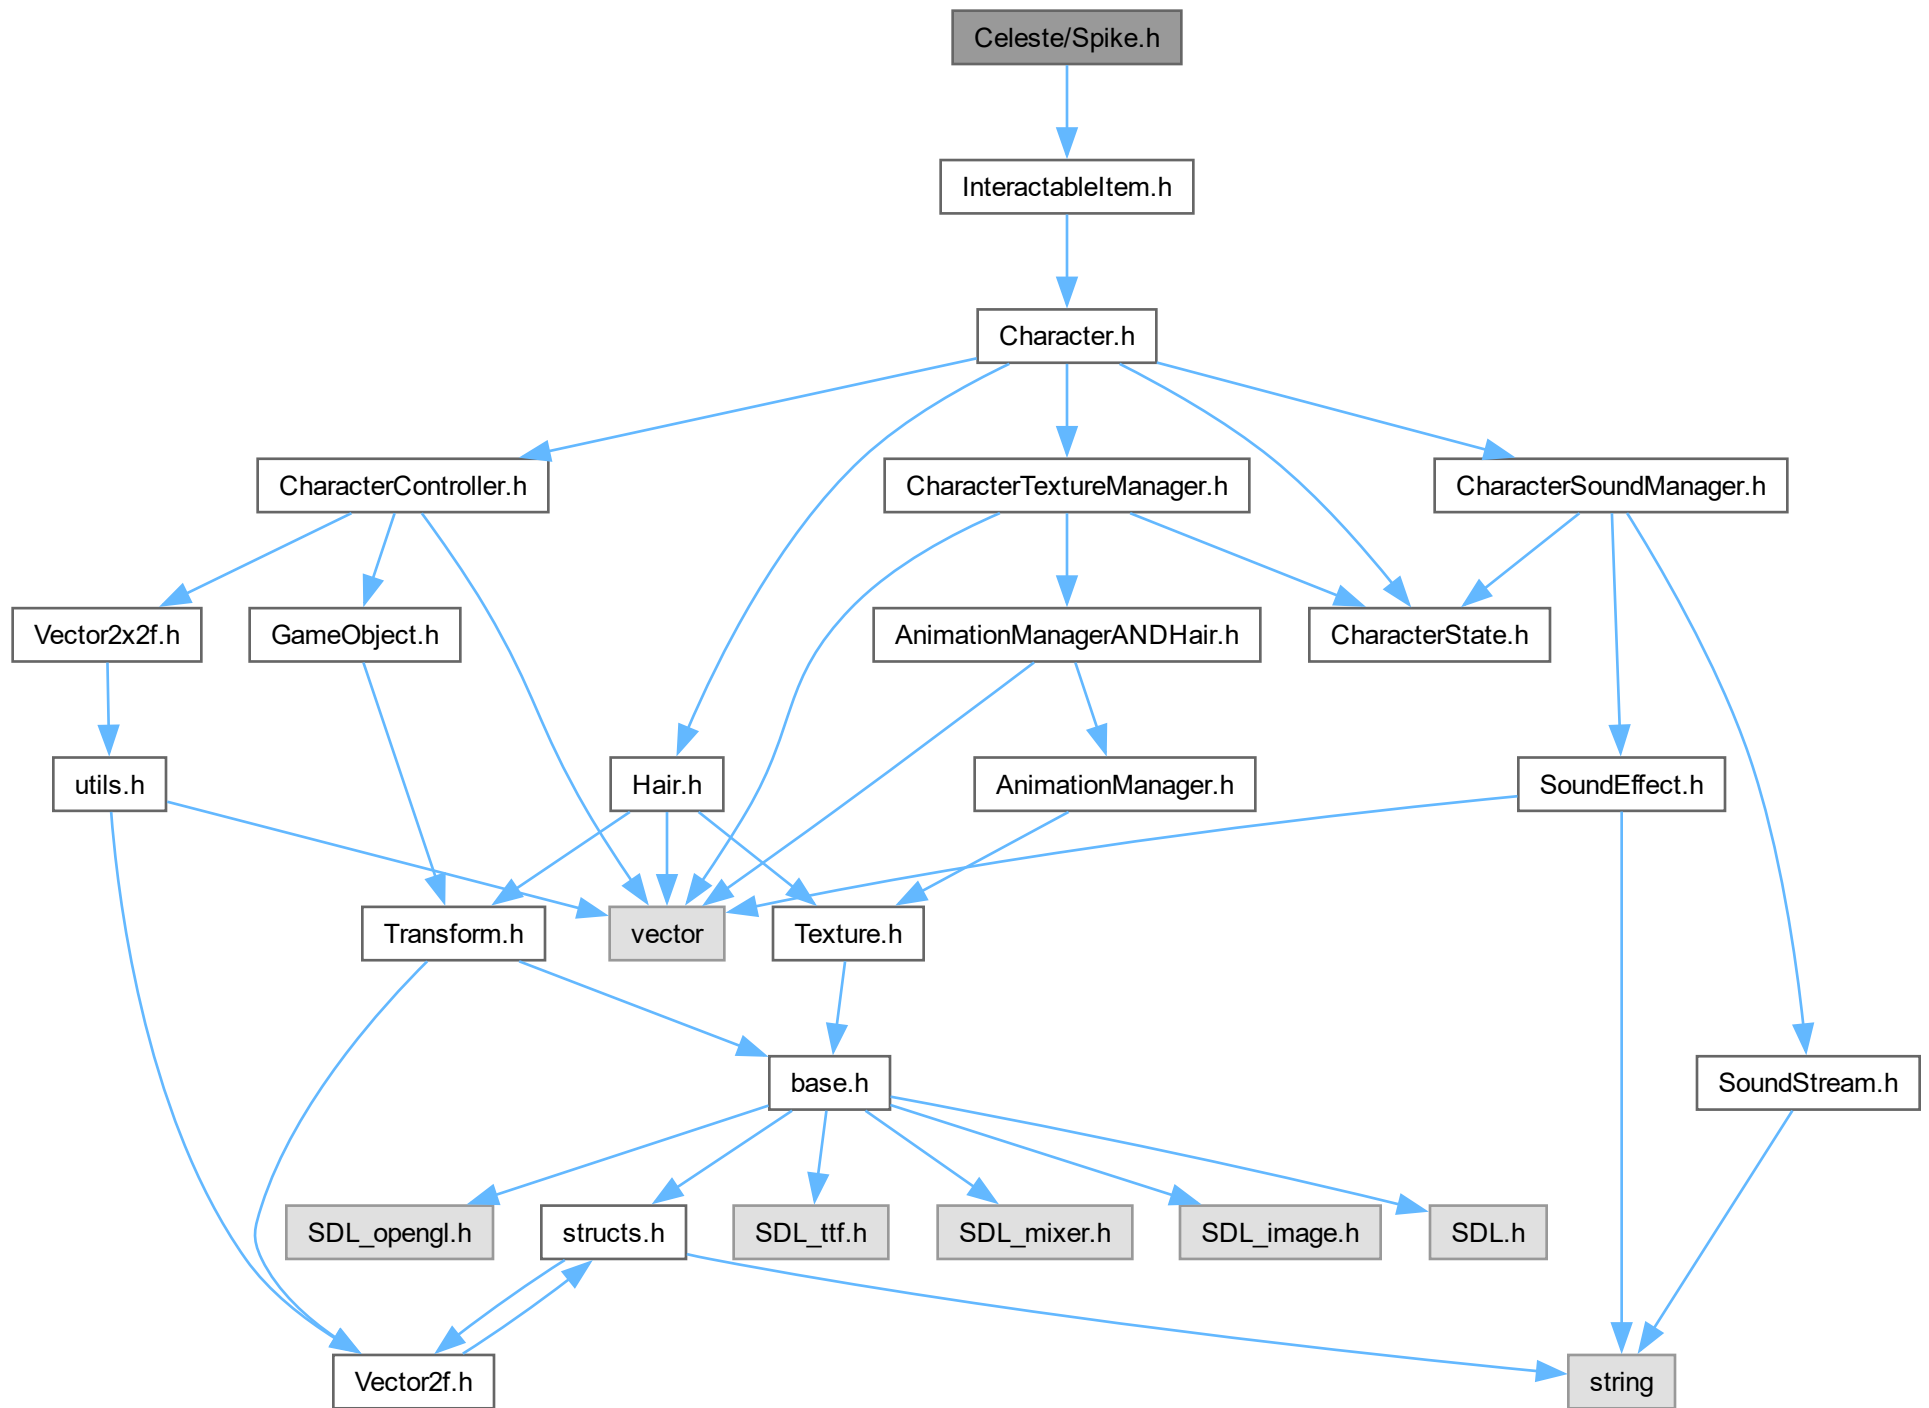 Celeste/Spike.h
InteractableItem.h
Character.h
CharacterController.h
CharacterTextureManager.h
CharacterSoundManager.h
Vector2x2f.h
GameObject.h
AnimationManagerANDHair.h
CharacterState.h
utils.h
Hair.h
AnimationManager.h
SoundEffect.h
Transform.h
vector
Texture.h
base.h
SoundStream.h
SDL_opengl.h
structs.h
SDL_ttf.h
SDL_mixer.h
SDL_image.h
SDL.h
Vector2f.h
string